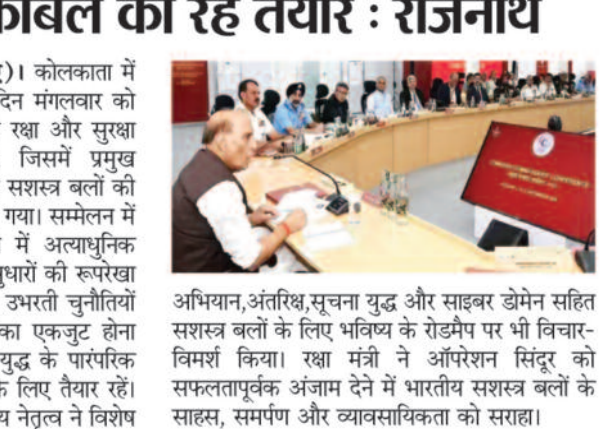 काबिल की रहें तैयार : राजनाथ
कोलकाता में
दिन मंगलवार को
रक्षा और सुरक्षा
जिसमें प्रमुख
सशस्त्र बलों की
गया। सम्मेलन में
में अत्याधुनिक
सुधारों की रूपरेखा
उभरती चुनौतियों
का एकजुट होना
युद्ध के पारंपरिक
के लिए तैयार रहें।
नेतृत्व ने विशेष
अभियान,अंतरिक्ष,सूचना युद्ध और साइबर डोमेन सहित
सशस्त्र बलों के लिए भविष्य के रोडमैप पर भी विचार-
विमर्श किया। रक्षा मंत्री ने ऑपरेशन सिंदूर को
सफलतापूर्वक अंजाम देने में भारतीय सशस्त्र बलों के
साहस, समर्पण और व्यावसायिकता को सराहा।